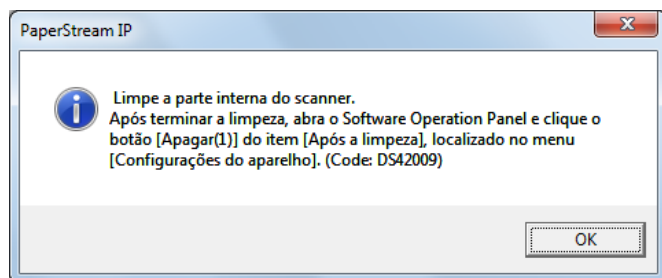 PaperStream IP
Limpe a parte interna do scanner.
Após terminar a limpeza, abra o Software Operation Panel e clique o
botão [Apagar(1)] do item [Após a limpeza], localizado no menu
[Configurações do aparelho]. (Code: DS42009)
OK